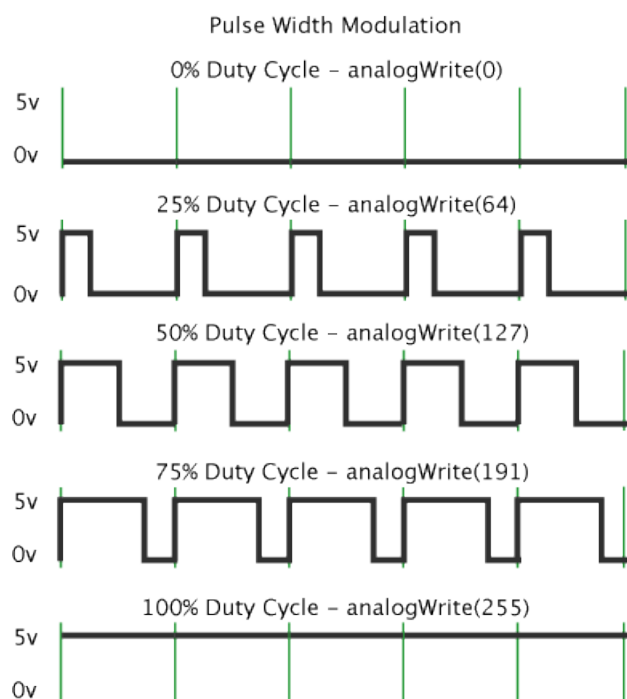 Pulse Width Modulation
0% Duty Cycle – analogWrite(0)
5v
0v
25% Duty Cycle – analogWrite(64)
5v
0v
50% Duty Cycle – analogWrite(127)
5v
0v
75% Duty Cycle – analogWrite(191)
5v
0v
100% Duty Cycle – analogWrite(255)
5v
0v